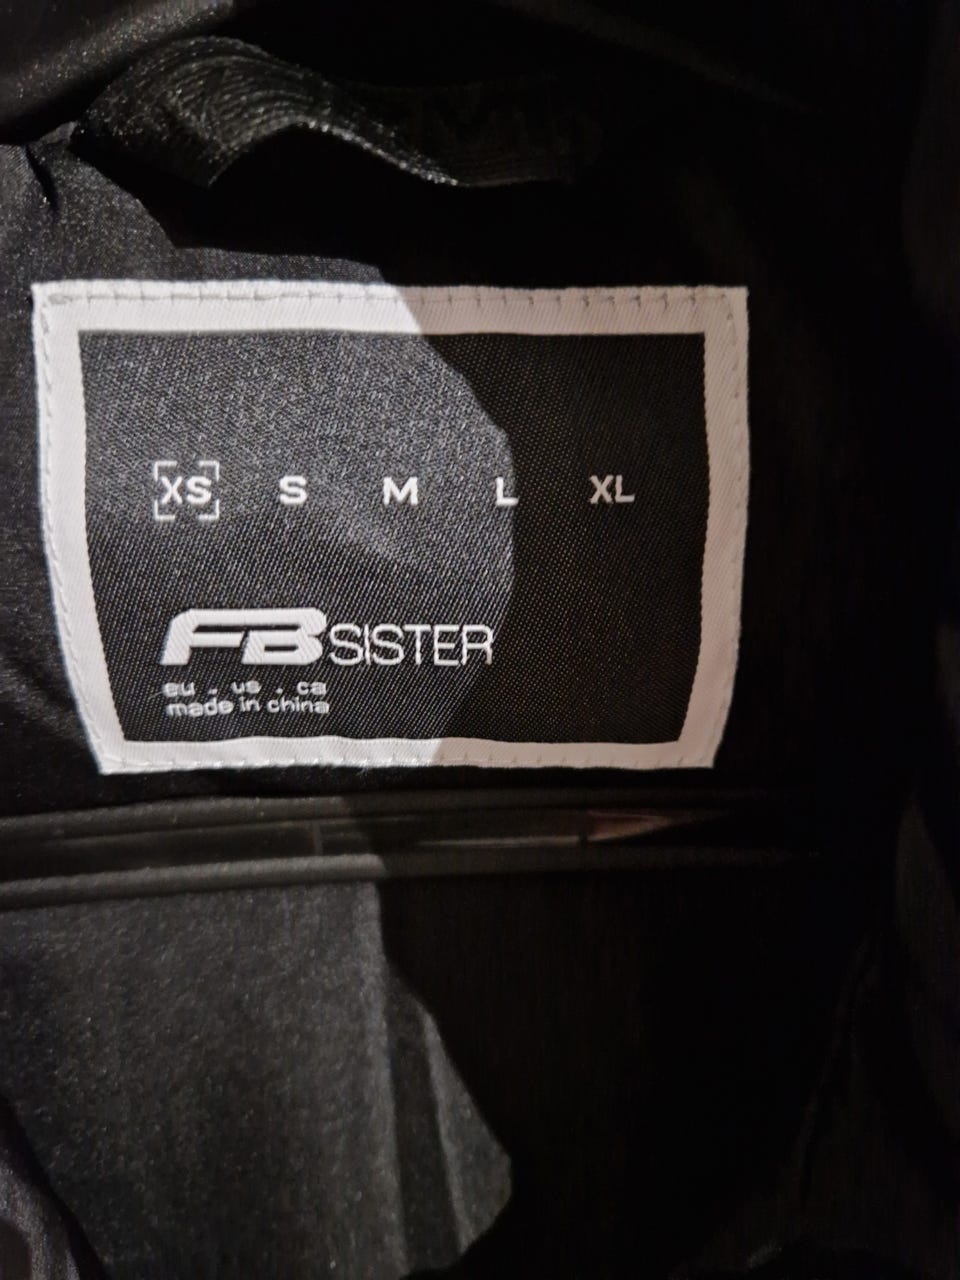 XS S M L XL
FBSISTER
eu . us . ca
made in china